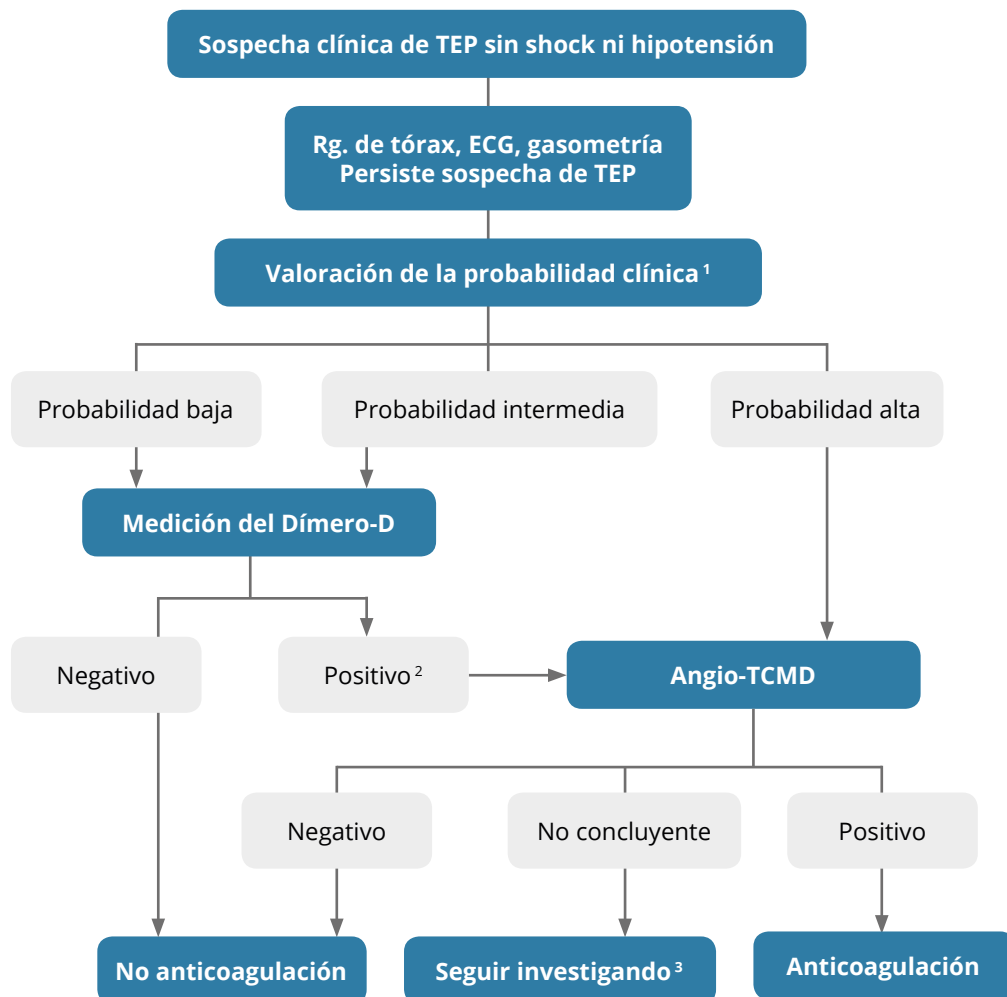 Sospecha clínica de TEP sin shock ni hipotensión
Rg. de tórax, ECG, gasometría
Persiste sospecha de TEP
Valoración de la probabilidad clínica ¹
Probabilidad baja
Probabilidad intermedia
Probabilidad alta
Medición del Dímero-D
Negativo
Positivo ²
Angio-TCMD
Negativo
No concluyente
Positivo
No anticoagulación
Seguir investigando ³
Anticoagulación